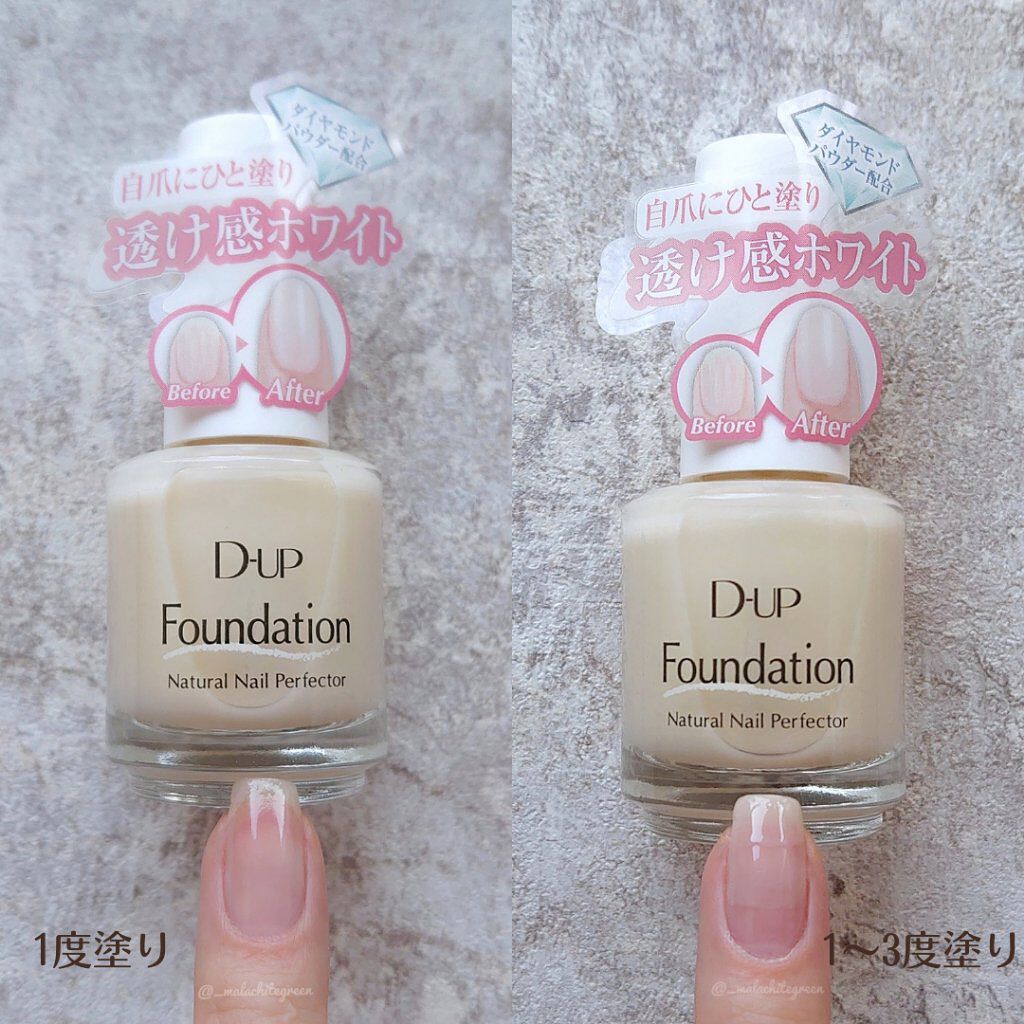 ダイヤモンド
パウダー配合
自爪にひと塗り
透け感ホワイト
Before
After
D-UP
Foundation
Natural Nail Perfector
1度塗り
@_malachitegreen
ダイヤモンド
パウダー配合
自爪にひと塗り
透け感ホワイト
Before
After
D-UP
Foundation
Natural Nail Perfector
1〜3度塗り
@_malachitegreen